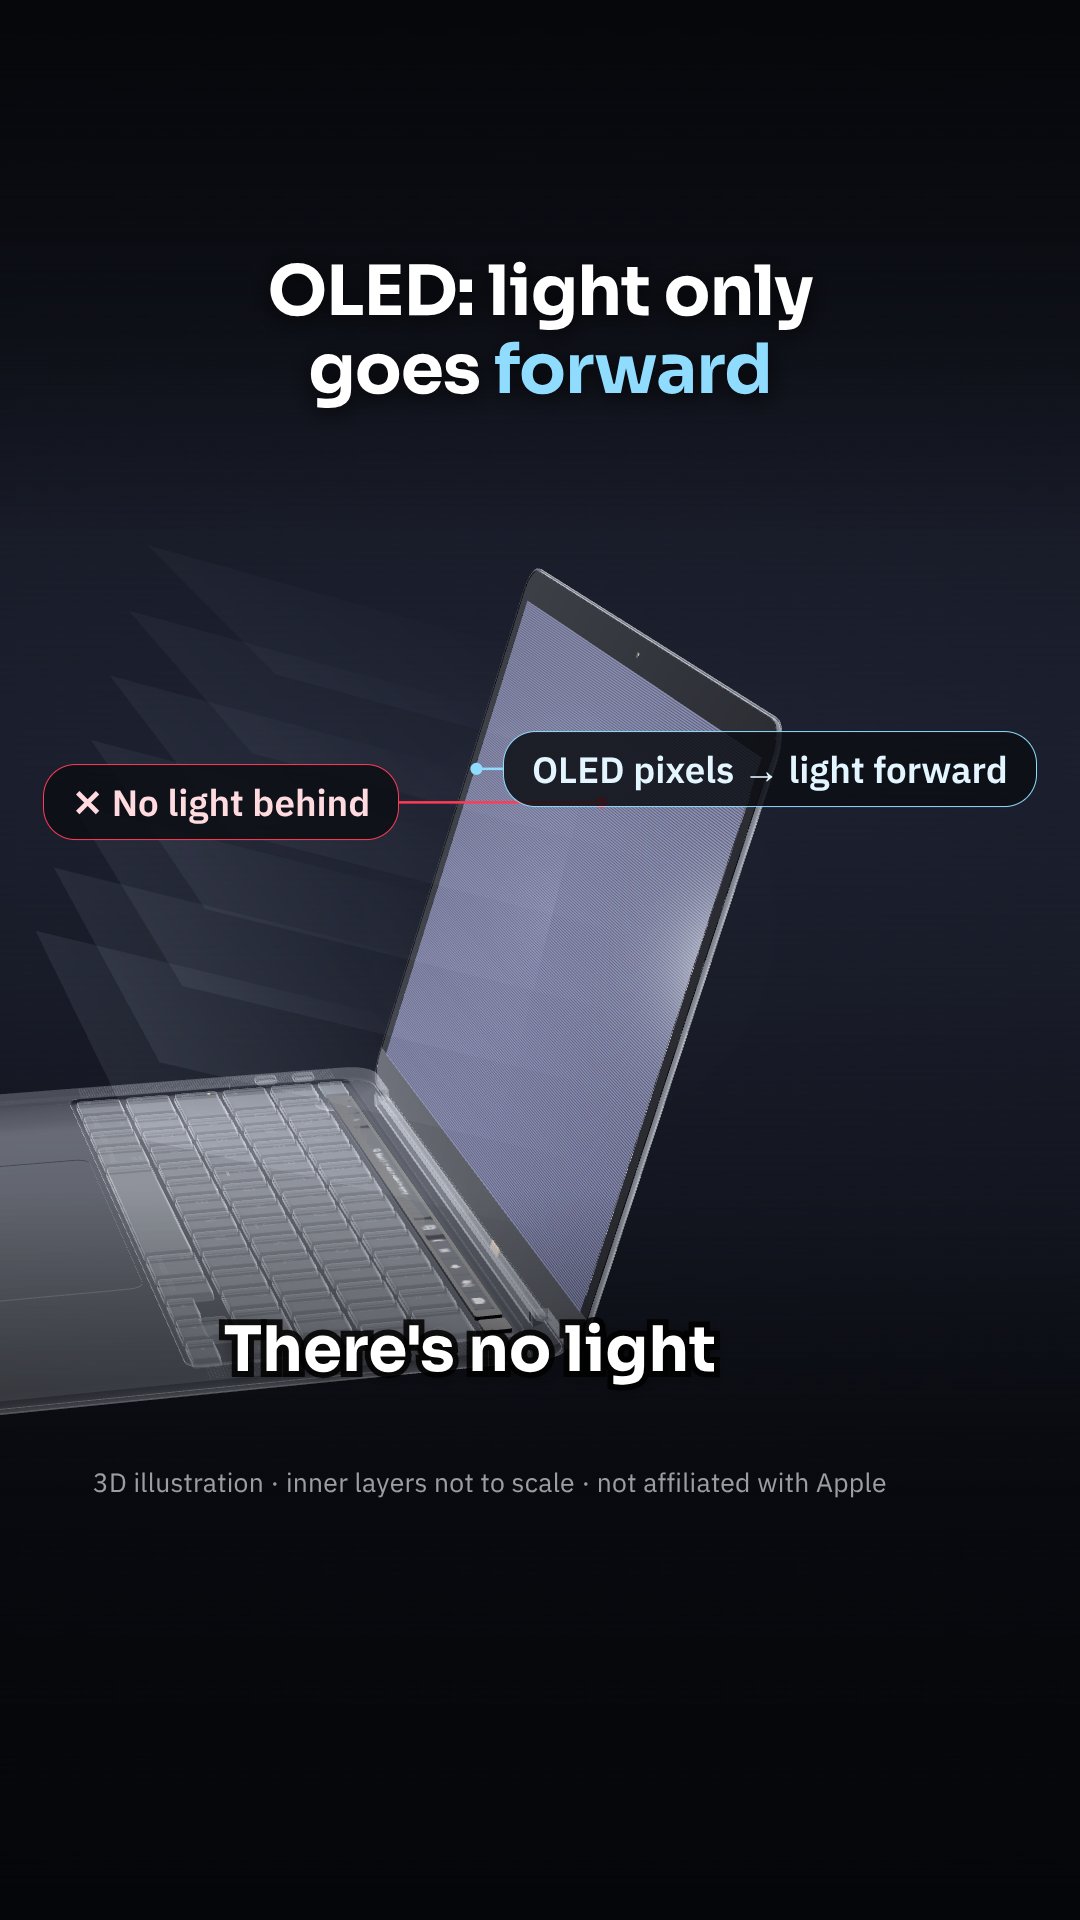 OLED: light only
goes forward
OLED pixels → light forward
✕ No light behind
There's no light
3D illustration · inner layers not to scale · not affiliated with Apple